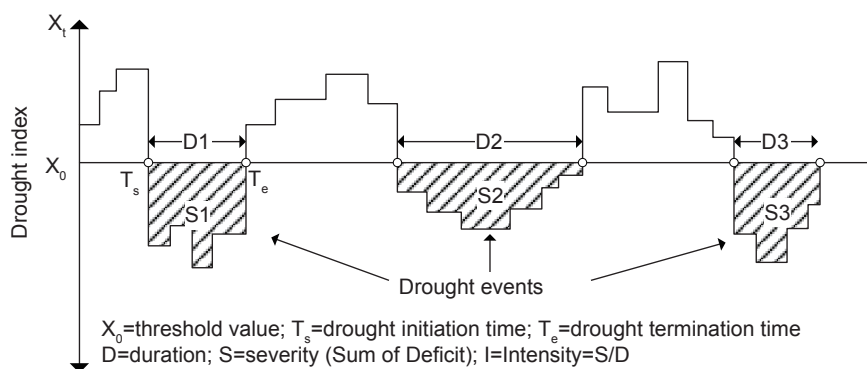 Xₜ
Drought index
D1
D2
D3
X₀
Tₛ
Tₑ
S1
S2
S3
Drought events
X₀=threshold value; Tₛ=drought initiation time; Tₑ=drought termination time
D=duration; S=severity (Sum of Deficit); I=Intensity=S/D